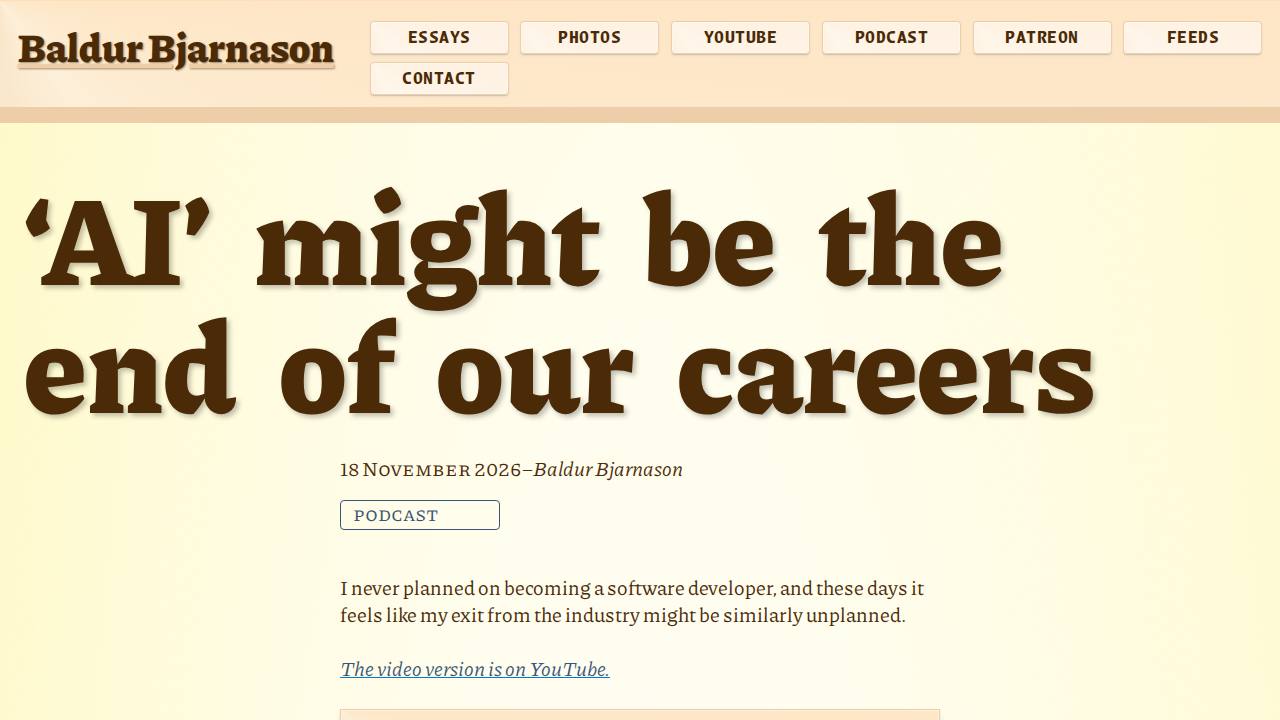 Baldur Bjarnason
ESSAYS
PHOTOS
YOUTUBE
PODCAST
PATREON
FEEDS
CONTACT
‘AI’ might be the
end of our careers
18 November 2026–Baldur Bjarnason
PODCAST
I never planned on becoming a software developer, and these days it
feels like my exit from the industry might be similarly unplanned.
The video version is on YouTube.